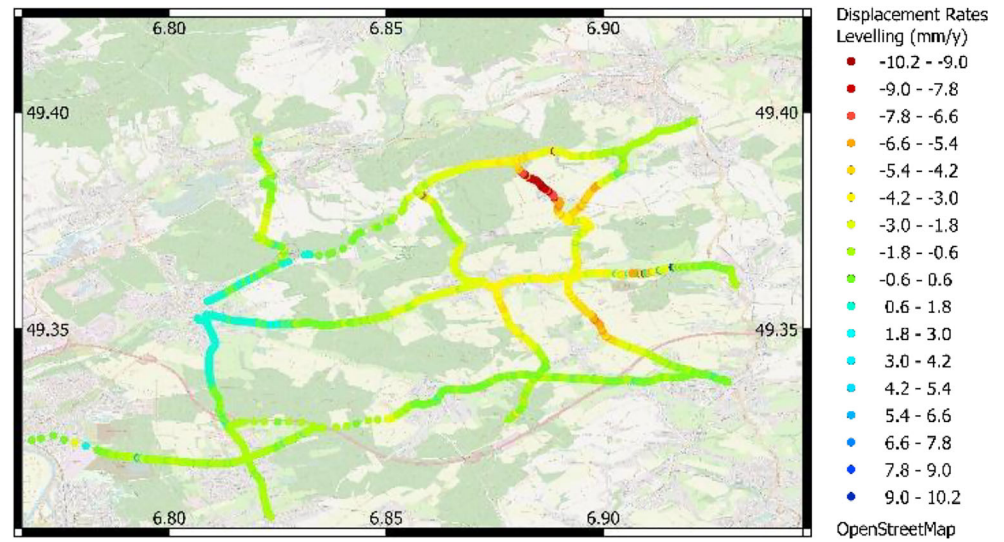 6.80 6.85 6.90
49.40 49.40
49.35 49.35
6.80 6.85 6.90
Displacement Rates
Levelling (mm/y)
-10.2 - -9.0
-9.0 - -7.8
-7.8 - -6.6
-6.6 - -5.4
-5.4 - -4.2
-4.2 - -3.0
-3.0 - -1.8
-1.8 - -0.6
-0.6 - 0.6
0.6 - 1.8
1.8 - 3.0
3.0 - 4.2
4.2 - 5.4
5.4 - 6.6
6.6 - 7.8
7.8 - 9.0
9.0 - 10.2
OpenStreetMap